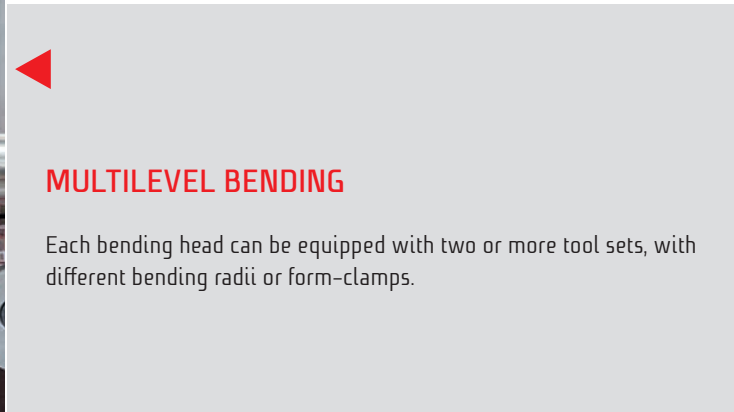 MULTILEVEL BENDING
Each bending head can be equipped with two or more tool sets, with
different bending radii or form-clamps.